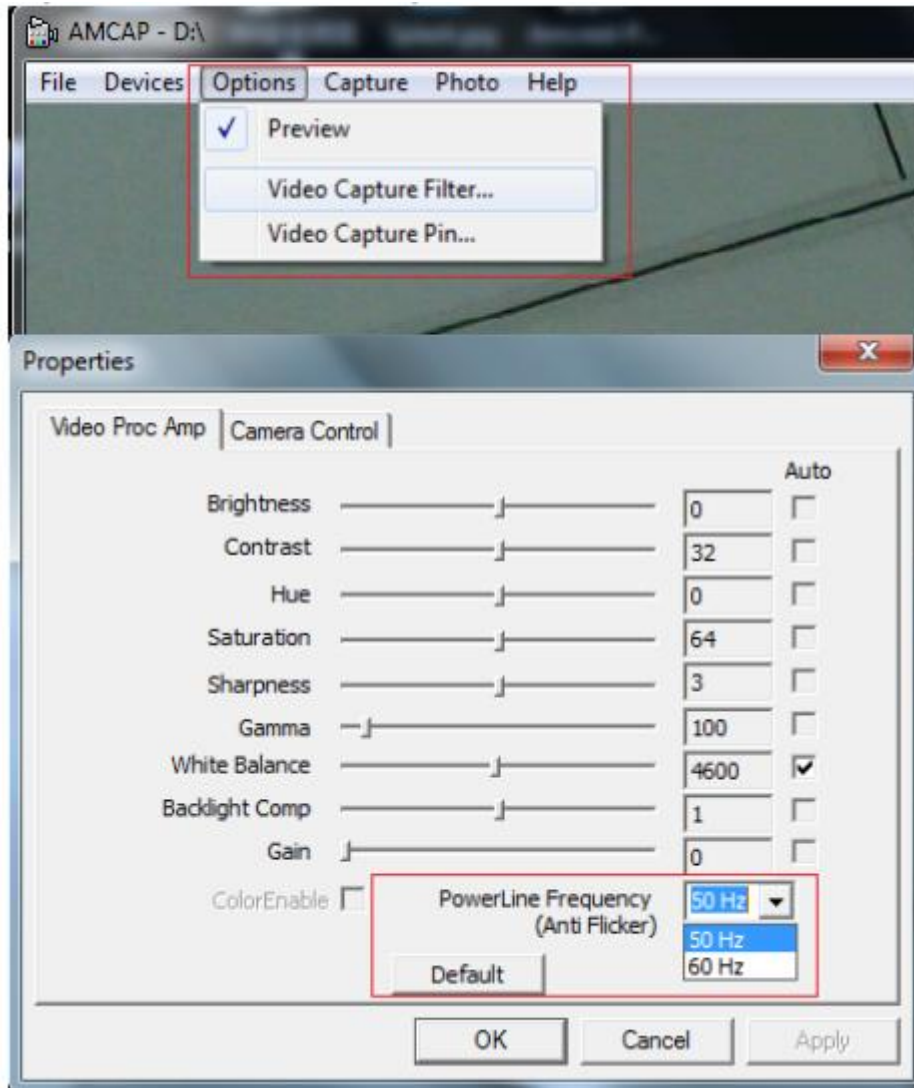 AMCAP - D:\
File Devices Options Capture Photo Help
Preview
Video Capture Filter...
Video Capture Pin...
Properties
Video Proc Amp Camera Control
Auto
Brightness 0
Contrast 32
Hue 0
Saturation 64
Sharpness 3
Gamma 100
White Balance 4600
Backlight Comp 1
Gain 0
ColorEnable PowerLine Frequency 50 Hz
(Anti Flicker) 50 Hz
60 Hz
Default
OK Cancel Apply